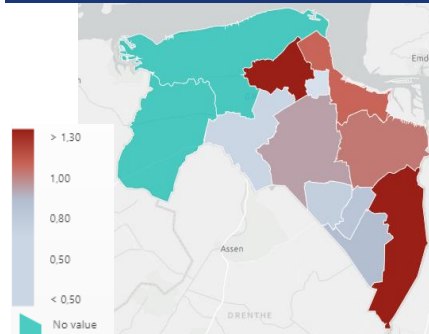 Emd
> 1,30
1,00
0,80
0,50
< 0,50
No value
Assen
DRENTHE